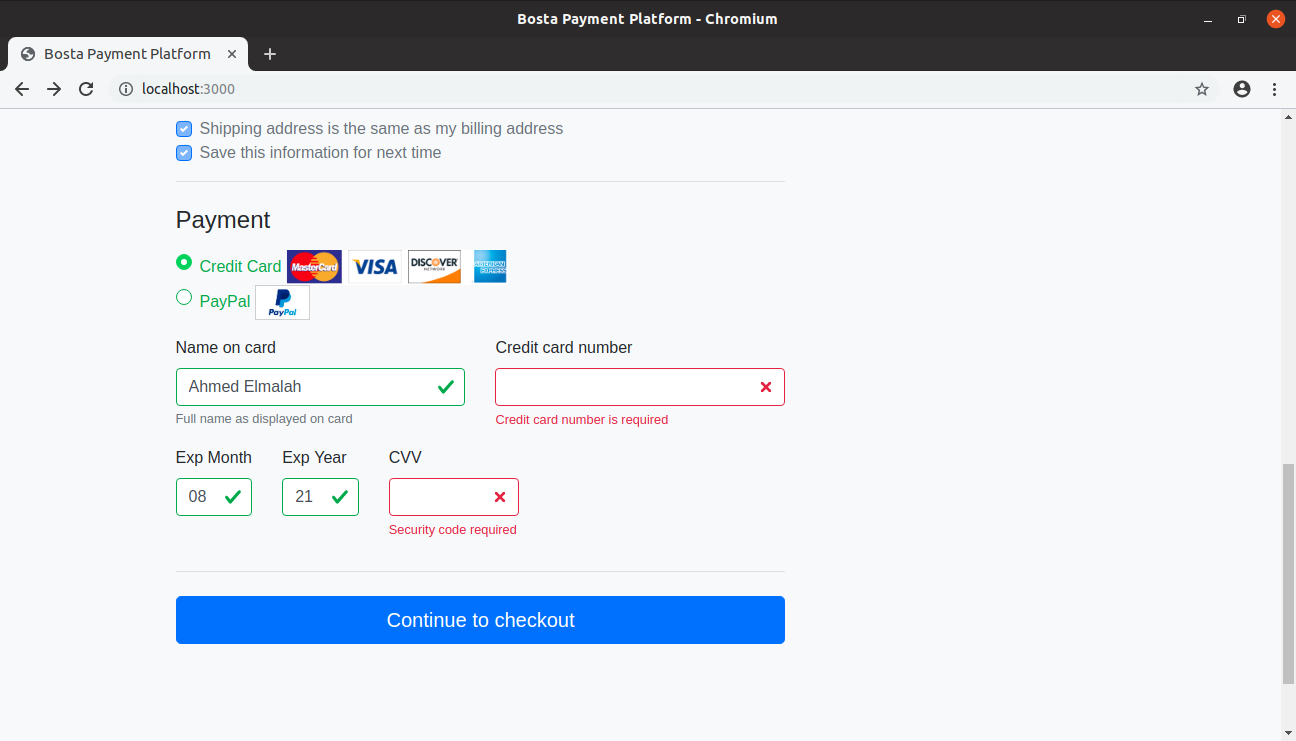 Bosta Payment Platform - Chromium
Bosta Payment Platform
localhost:3000
Shipping address is the same as my billing address
Save this information for next time
Payment
Credit Card MasterCard VISA DISCOVER NETWORK AMERICAN EXPRESS
PayPal PayPal
Name on card Credit card number
Ahmed Elmalah
Full name as displayed on card Credit card number is required
Exp Month Exp Year CVV
08 21
Security code required
Continue to checkout